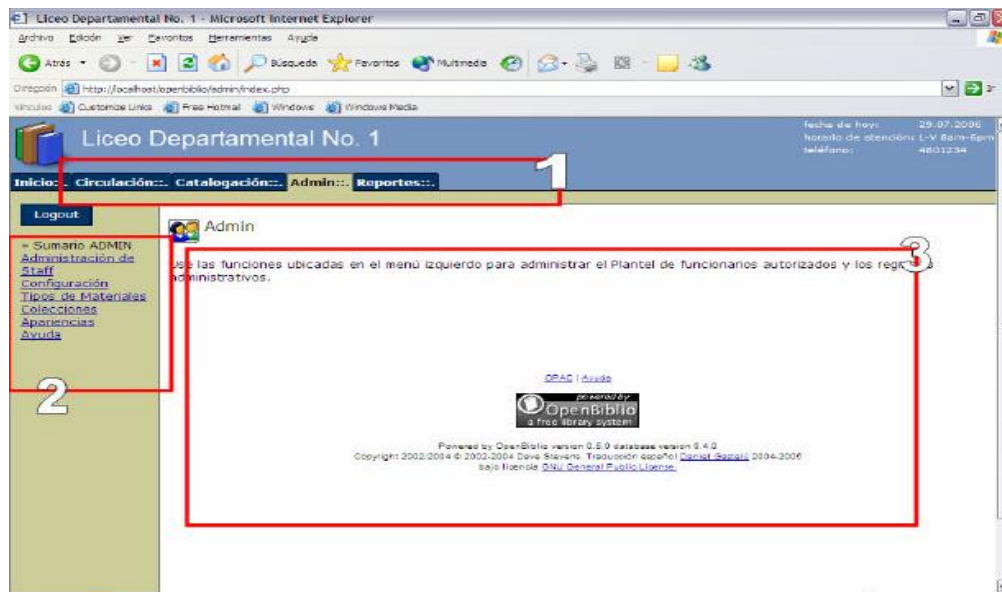 Liceo Departamental No. 1 - Microsoft Internet Explorer
Archivo Edición Ver Favoritos Herramientas Ayuda
Atrás Búsqueda Favoritos Multimedia
Dirección http://localhost/openbiblio/admin/index.php Ir
Vínculos Customize Links Free Hotmail Windows Windows Media
Liceo Departamental No. 1
fecha de hoy: 29.07.2006
horario de atención: L-V 8am-6pm
teléfono: 4801234
1
Inicio::. Circulación::. Catalogación::. Admin::. Reportes::.
Logout
» Sumario ADMIN
Administración de
Staff
Configuración
Tipos de Materiales
Colecciones
Apariencias
Ayuda
2
Admin
3
Use las funciones ubicadas en el menú izquierdo para administrar el Plantel de funcionarios autorizados y los
administrativos.
OPAC | Ayuda
powered by
OpenBiblio
a free library system
Powered by OpenBiblio version 0.5.0 database version 0.4.0
Copyright 2002/2004 © 2002-2004 Dave Stevens. Traducción español Daniel 2004-2006
bajo licencia GNU General Public License.